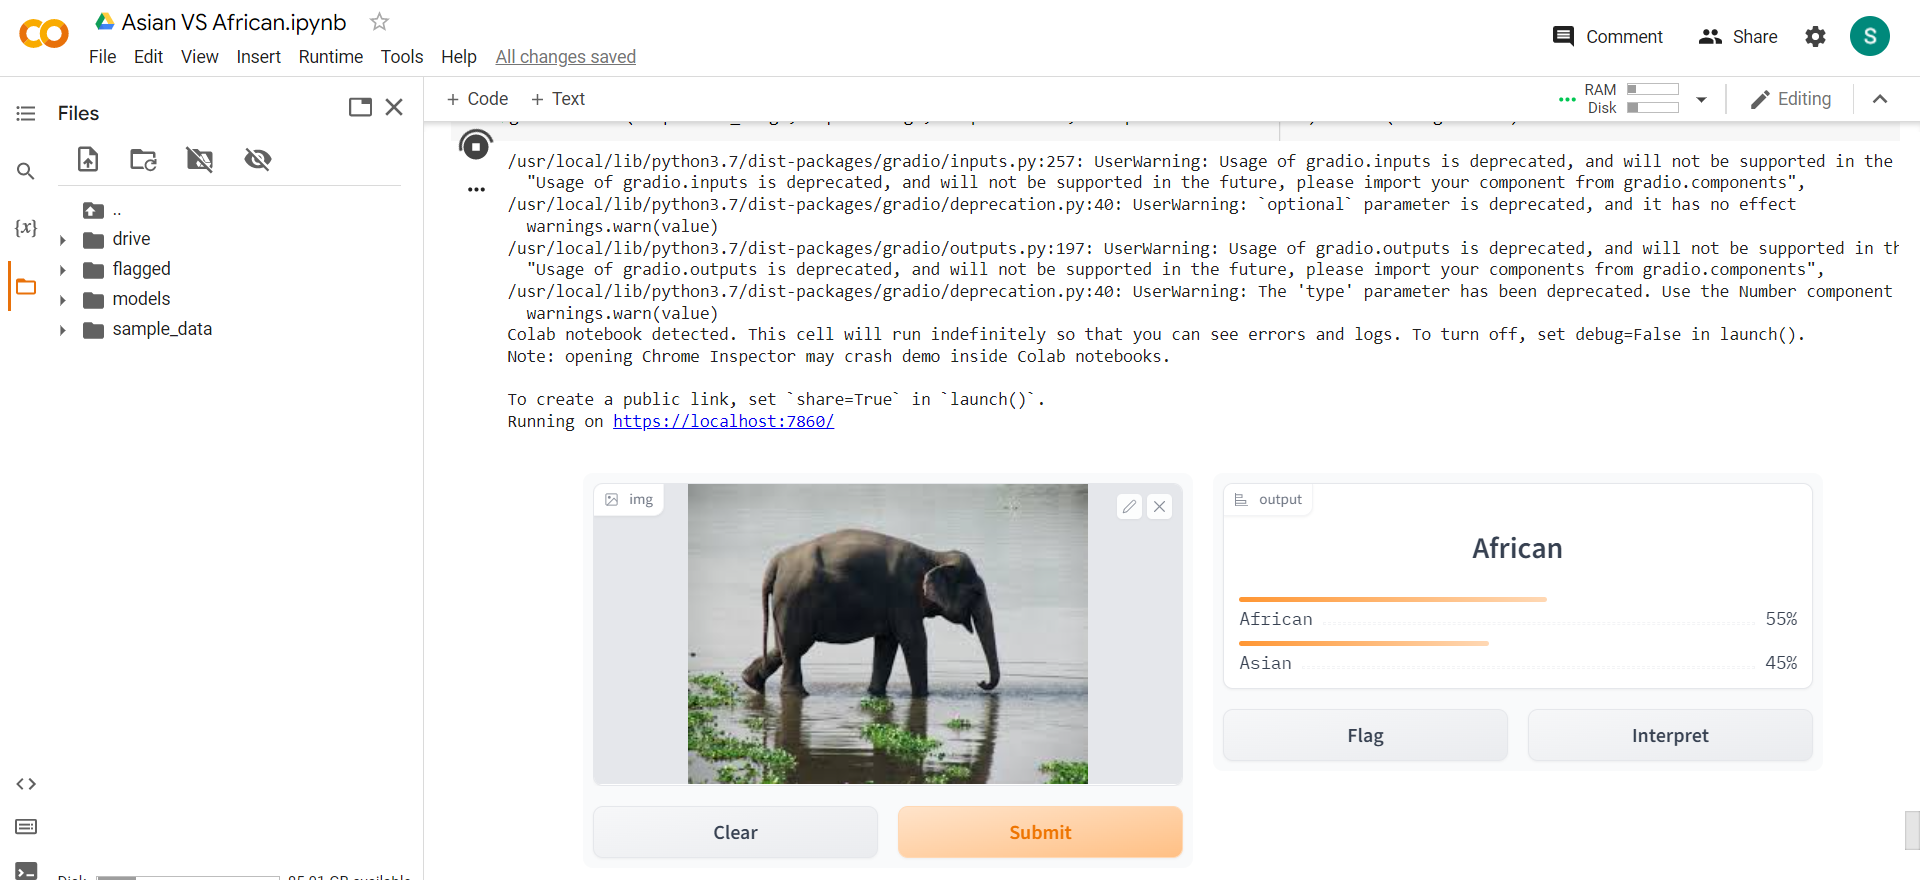 Asian VS African.ipynb
File Edit View Insert Runtime Tools Help All changes saved
Comment Share S
Files
+ Code + Text
RAM
Disk
Editing
..
drive
flagged
models
sample_data
{x}
/usr/local/lib/python3.7/dist-packages/gradio/inputs.py:257: UserWarning: Usage of gradio.inputs is deprecated, and will not be supported in the
"Usage of gradio.inputs is deprecated, and will not be supported in the future, please import your component from gradio.components",
/usr/local/lib/python3.7/dist-packages/gradio/deprecation.py:40: UserWarning: `optional` parameter is deprecated, and it has no effect
warnings.warn(value)
/usr/local/lib/python3.7/dist-packages/gradio/outputs.py:197: UserWarning: Usage of gradio.outputs is deprecated, and will not be supported in th
"Usage of gradio.outputs is deprecated, and will not be supported in the future, please import your components from gradio.components",
/usr/local/lib/python3.7/dist-packages/gradio/deprecation.py:40: UserWarning: The 'type' parameter has been deprecated. Use the Number component
warnings.warn(value)
Colab notebook detected. This cell will run indefinitely so that you can see errors and logs. To turn off, set debug=False in launch().
Note: opening Chrome Inspector may crash demo inside Colab notebooks.
To create a public link, set `share=True` in `launch()`.
Running on https://localhost:7860/
img
output
African
African 55%
Asian 45%
Flag Interpret
Clear Submit